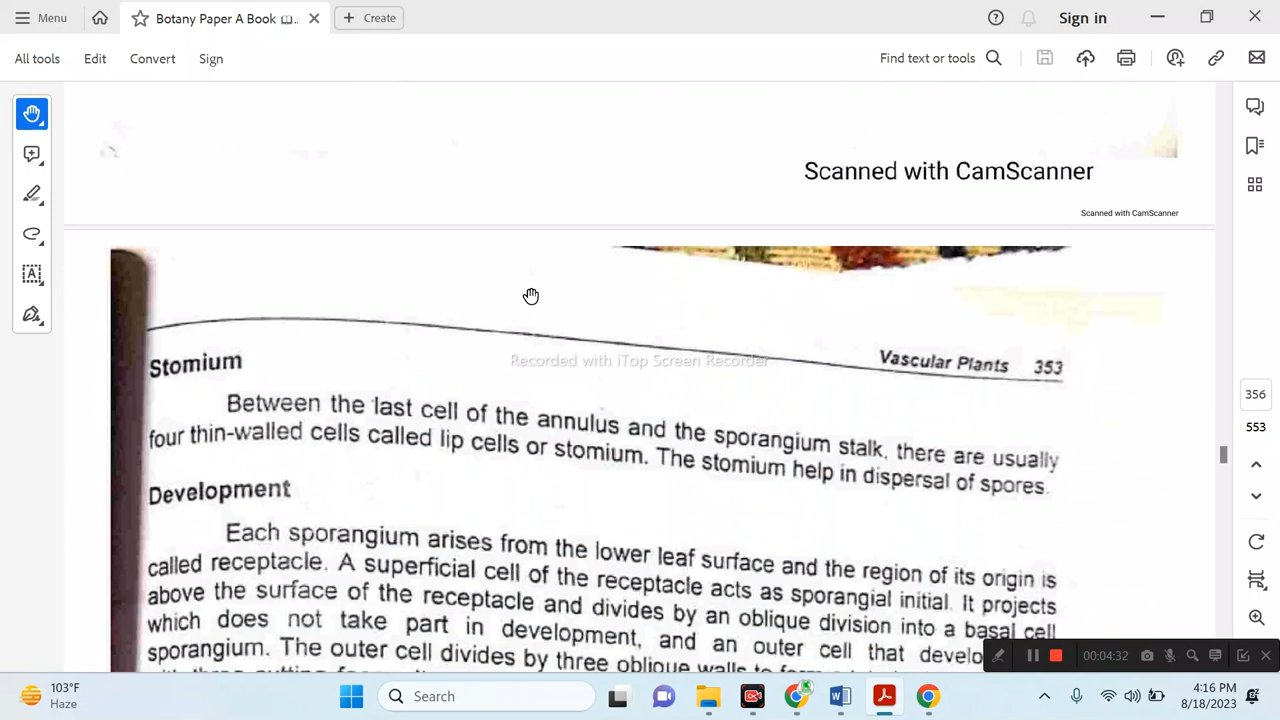 Menu
Botany Paper A Book 📖..
Create
Sign in
All tools
Edit
Convert
Sign
Find text or tools
Scanned with CamScanner
Scanned with CamScanner
Vascular Plants 353
Recorded with iTop Screen Recorder
Stomium
Between the last cell of the annulus and the sporangium stalk, there are usually
four thin-walled cells called lip cells or stomium. The stomium help in dispersal of spores.
Development
Each sporangium arises from the lower leaf surface and the region of its origin is
called receptacle. A superficial cell of the receptacle acts as sporangial initial. It projects
above the surface of the receptacle and divides by an oblique division into a basal cell
which does not take part in development, and an outer cell that develo
sporangium. The outer cell divides by three oblique walls to form
356
553
00:04:32
103°F
Haze
Search
4:16 PM
8/18/2023